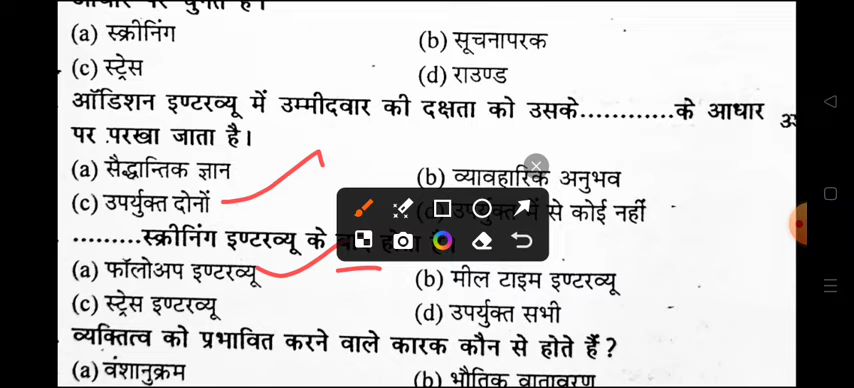 (a) स्क्रीनिंग (b) सूचनापरक
(c) स्ट्रेस (d) राउण्ड
ऑडिशन इण्टरव्यू में उम्मीदवार की दक्षता को उसके............के आधार
पर परखा जाता है।
(a) सैद्धान्तिक ज्ञान (b) व्यावहारिक अनुभव
(c) उपर्युक्त दोनों (d) उपर्युक्त में से कोई नहीं
.........स्क्रीनिंग इण्टरव्यू के बाद होता है।
(a) फॉलोअप इण्टरव्यू (b) मील टाइम इण्टरव्यू
(c) स्ट्रेस इण्टरव्यू (d) उपर्युक्त सभी
व्यक्तित्व को प्रभावित करने वाले कारक कौन से होते हैं?
(a) वंशानुक्रम (b) भौतिक वातावरण